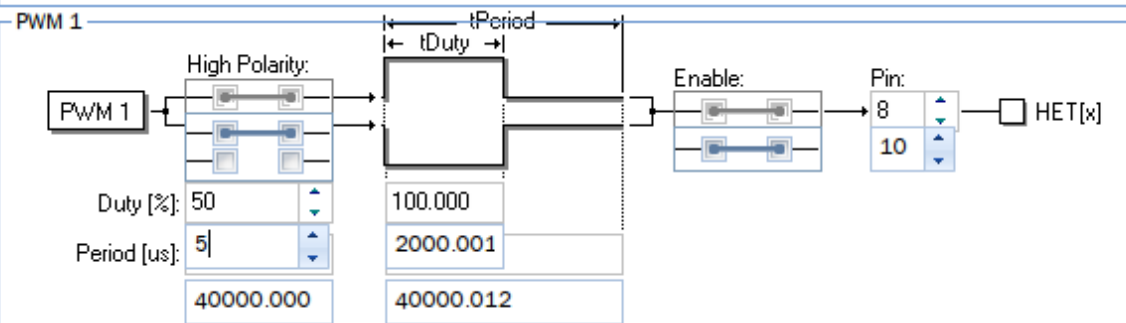 PWM 1
tPeriod
tDuty
High Polarity:
Enable:
Pin:
PWM 1
8
HET[x]
10
Duty [%]: 50
100.000
Period [us]: 5
2000.001
40000.000
40000.012